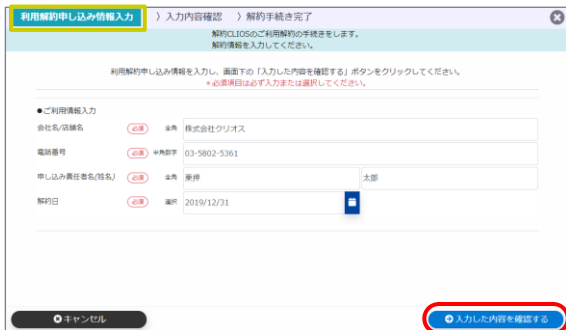 利用解約申し込み情報入力 〉入力内容確認 〉解約手続き完了
解約CLIOSのご利用解約の手続きをします。
解約情報を入力してください。
利用解約申し込み情報を入力し、画面下の「入力した内容を確認する」ボタンをクリックしてください。
*必須項目は必ず入力または選択してください。
●ご利用情報入力
会社名/店舗名 必須 全角 株式会社クリオス
電話番号 必須 半角数字 03-5802-5361
申し込み責任者名(姓名) 必須 全角 栗押 太郎
解約日 必須 選択 2019/12/31
キャンセル 入力した内容を確認する